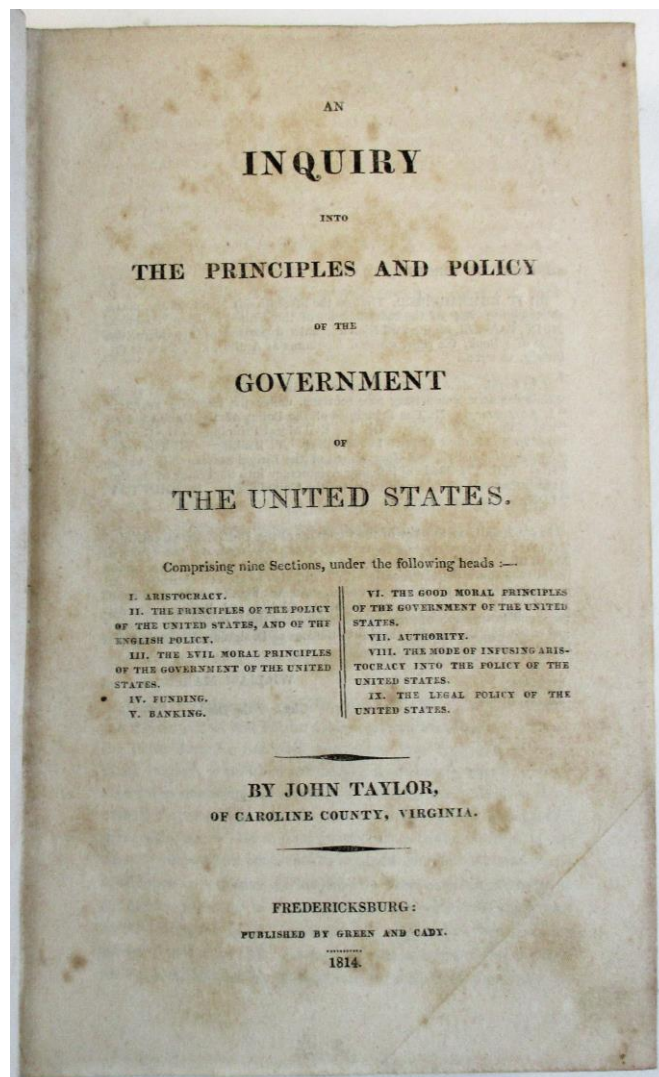 AN
INQUIRY
INTO
THE PRINCIPLES AND POLICY
OF THE
GOVERNMENT
OF
THE UNITED STATES.
Comprising nine Sections, under the following heads :—
I. ARISTOCRACY.
II. THE PRINCIPLES OF THE POLICY
OF THE UNITED STATES, AND OF THE
ENGLISH POLICY.
III. THE EVIL MORAL PRINCIPLES
OF THE GOVERNMENT OF THE UNITED
STATES.
IV. FUNDING.
V. BANKING.
VI. THE GOOD MORAL PRINCIPLES
OF THE GOVERNMENT OF THE UNITED
STATES.
VII. AUTHORITY.
VIII. THE MODE OF INFUSING ARIS-
TOCRACY INTO THE POLICY OF THE
UNITED STATES.
IX. THE LEGAL POLICY OF THE
UNITED STATES.
BY JOHN TAYLOR,
OF CAROLINE COUNTY, VIRGINIA.
FREDERICKSBURG:
PUBLISHED BY GREEN AND CADY.
1814.